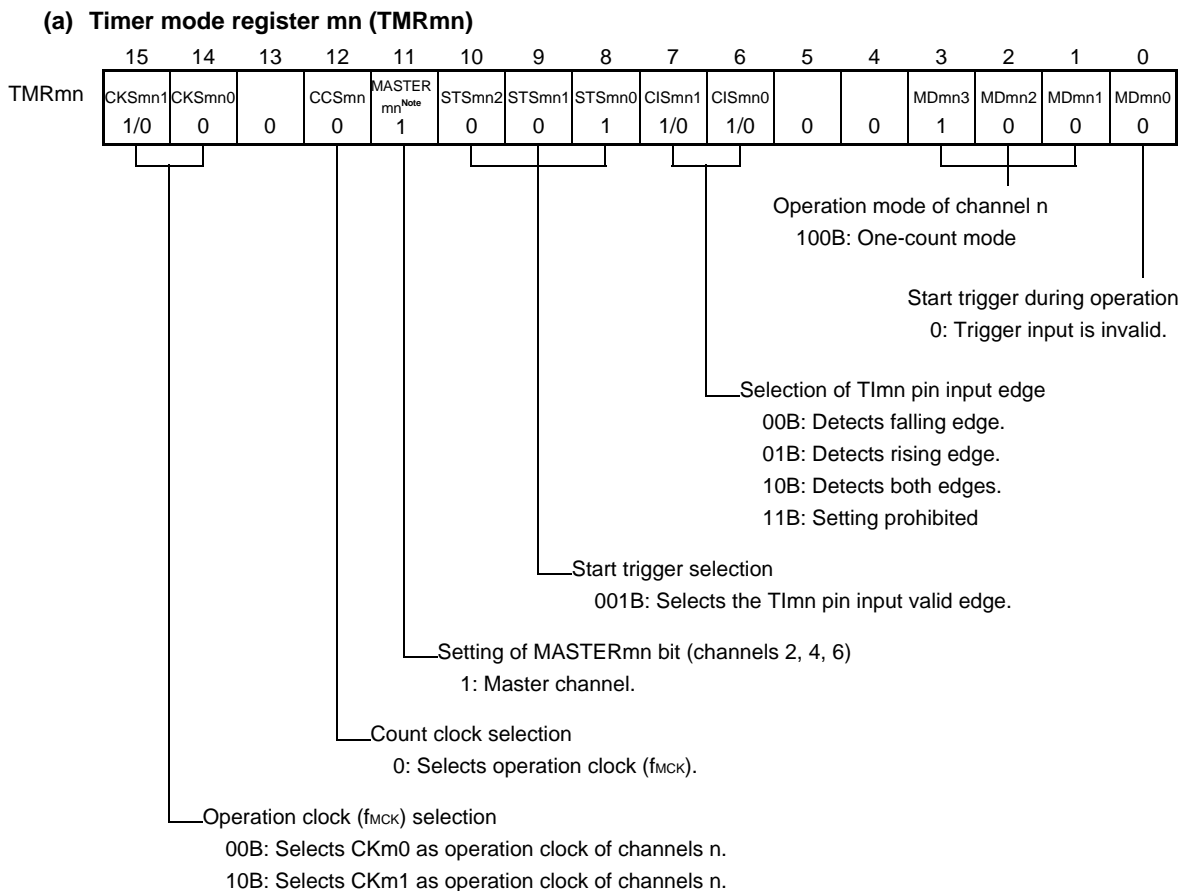 (a) Timer mode register mn (TMRmn)
15 14 13 12 11 10 9 8 7 6 5 4 3 2 1 0
TMRmn CKSmn1 CKSmn0 CCSmn MASTER mn Note STSmn2 STSmn1 STSmn0 CISmn1 CISmn0 MDmn3 MDmn2 MDmn1 MDmn0
1/0 0 0 0 1 0 0 1 1/0 1/0 0 0 1 0 0 0
Operation mode of channel n
100B: One-count mode
Start trigger during operation
0: Trigger input is invalid.
Selection of TImn pin input edge
00B: Detects falling edge.
01B: Detects rising edge.
10B: Detects both edges.
11B: Setting prohibited
Start trigger selection
001B: Selects the TImn pin input valid edge.
Setting of MASTERmn bit (channels 2, 4, 6)
1: Master channel.
Count clock selection
0: Selects operation clock (fMCK).
Operation clock (fMCK) selection
00B: Selects CKm0 as operation clock of channels n.
10B: Selects CKm1 as operation clock of channels n.